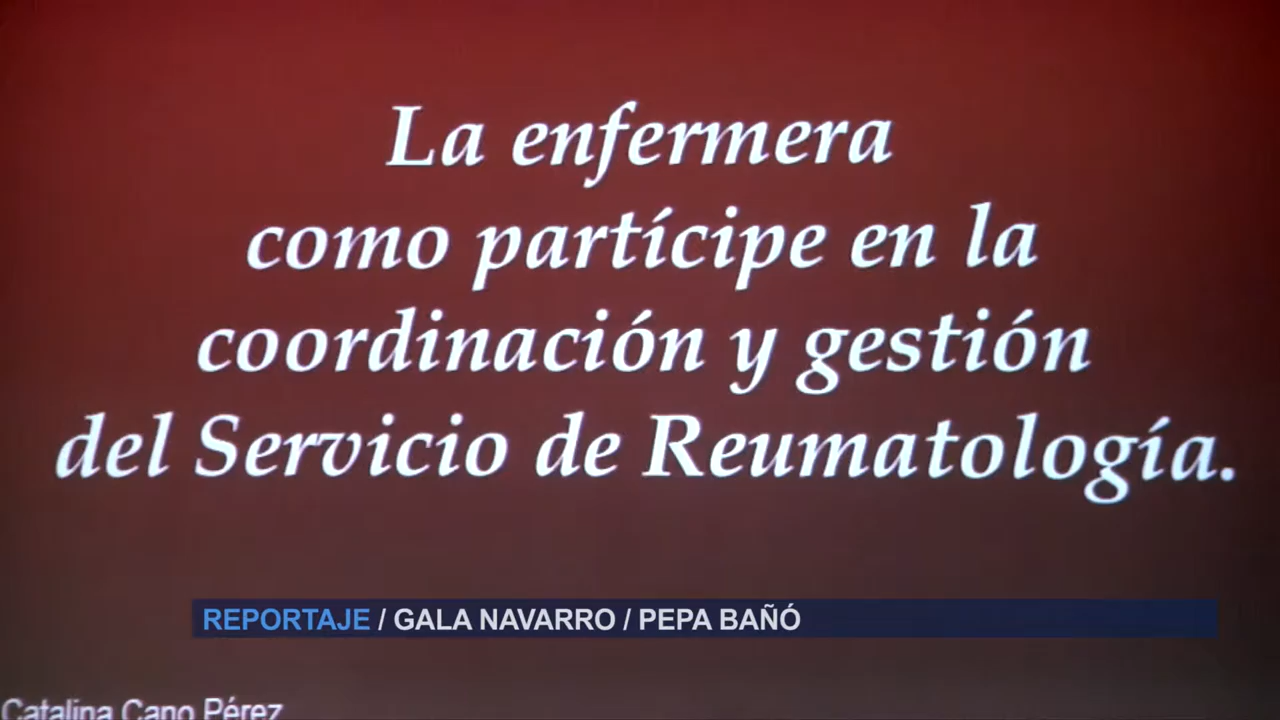 La enfermera
como partícipe en la
coordinación y gestión
del Servicio de Reumatología.
REPORTAJE / GALA NAVARRO / PEPA BAÑÓ
Catalina Cano Pérez